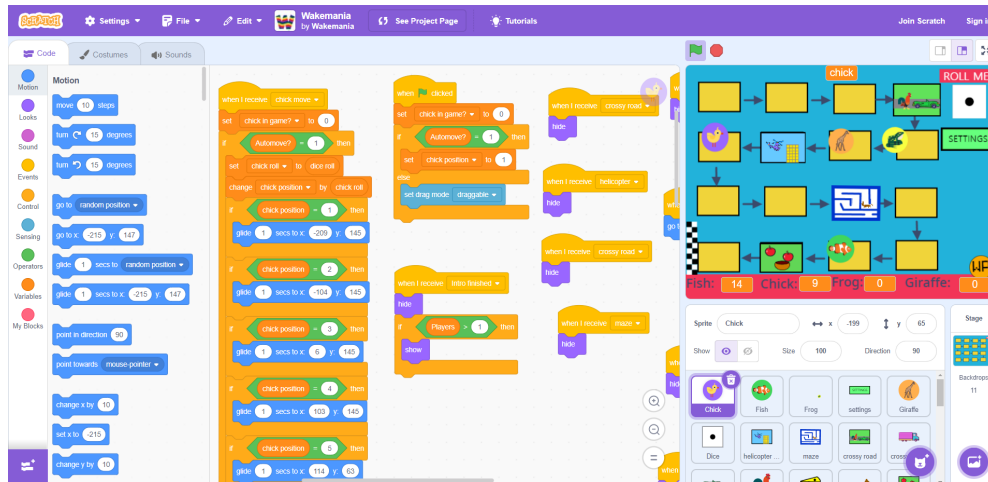 SCRATCH Settings File Edit Wakemania by Wakemania See Project Page Tutorials Join Scratch
Code Costumes Sounds
Motion
Looks
Sound
Events
Control
Sensing
Operators
Variables
My Blocks
Motion
move 10 steps
turn 15 degrees
turn 15 degrees
go to random position
go to x: -215 y: 147
glide 1 secs to random position
glide 1 secs to x: -215 y: 147
point in direction 90
point towards mouse-pointer
change x by 10
set x to -215
change y by 10
when I receive chick move
set chick in game? to 0
if Automove? = 1 then
set chick roll to dice roll
change chick position by chick roll
if chick position = 1 then
glide 1 secs to x: -209 y: 145
if chick position = 2 then
glide 1 secs to x: -104 y: 145
if chick position = 3 then
glide 1 secs to x: 6 y: 145
if chick position = 4 then
glide 1 secs to x: 103 y: 145
if chick position = 5 then
glide 1 secs to x: 114 y: 63
when clicked
set chick in game? to 0
if Automove? = 1 then
set chick position to 1
else
set drag mode draggable
when I receive intro finished
hide
if Players > 1 then
show
when I receive crossy road
hide
when I receive helicopter
hide
when I receive crossy road
hide
when I receive maze
hide
chick
ROLL ME
SETTINGS
Fish: 14 Chick: 9 Frog: 0 Giraffe: 0
Sprite Chick x -199 y 65
Show Size 100 Direction 90
Chick Fish Frog settings Giraffe
Dice helicopter ... maze crossy road
Stage
Backdrops
11